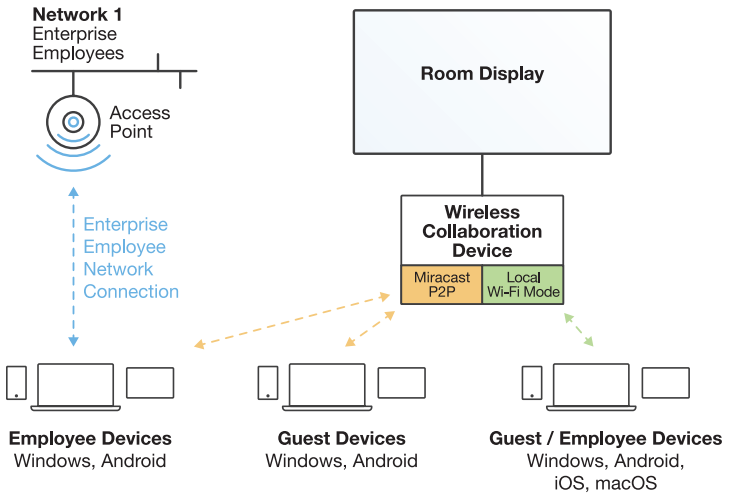 Network 1
Enterprise
Employees
Access
Point
Room Display
Enterprise
Employee
Network
Connection
Wireless
Collaboration
Device
Miracast
P2P
Local
Wi-Fi Mode
Employee Devices
Windows, Android
Guest Devices
Windows, Android
Guest / Employee Devices
Windows, Android,
iOS, macOS